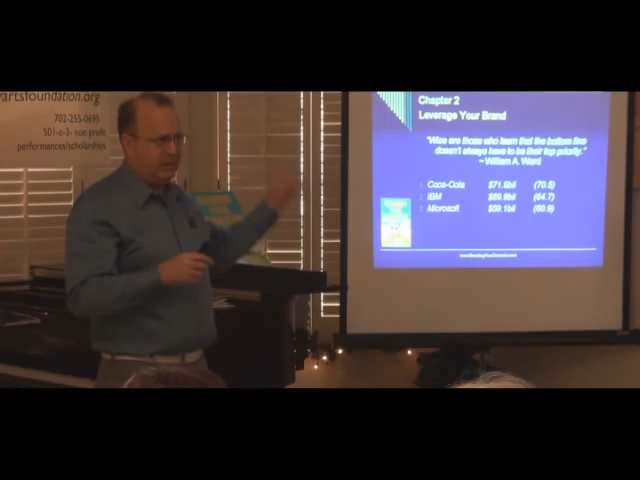 artsfoundation.org
702-255-0695
501-c-3- non profit
performances/scholarships
Chapter 2
Leverage Your Brand
"Wise are those who learn that the bottom line
doesn't always have to be their top priority."
~ William A. Ward
Coca-Cola $71.9bil (70.5)
IBM $69.9bil (64.7)
Microsoft $59.1bil (60.9)